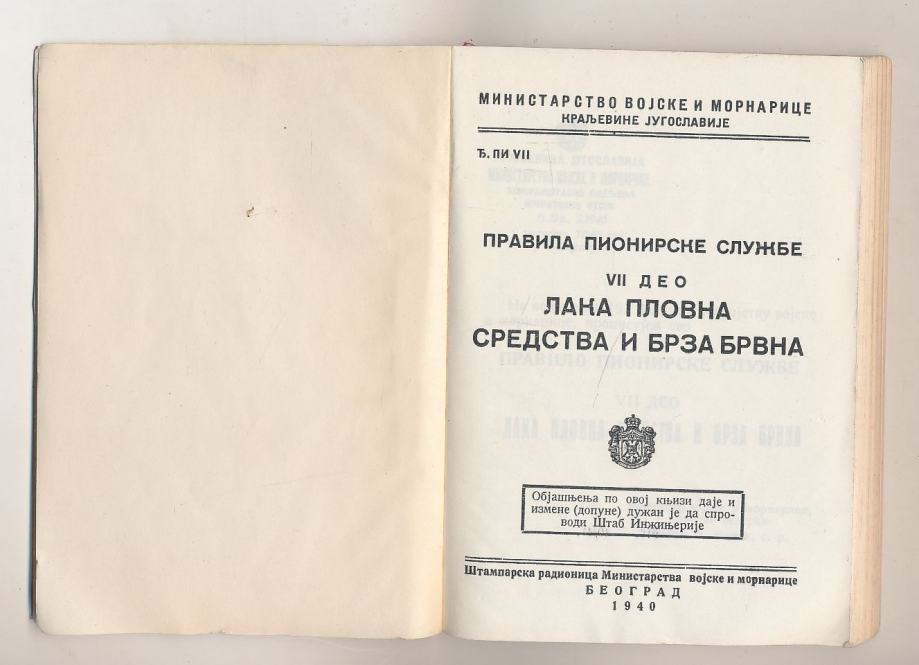 МИНИСТАРСТВО ВОЈСКЕ И МОРНАРИЦЕ
КРАЉЕВИНЕ ЈУГОСЛАВИЈЕ
Ђ. ПИ VII
ПРАВИЛА ПИОНИРСКЕ СЛУЖБЕ
VII ДЕО
ЛАКА ПЛОВНА
СРЕДСТВА И БРЗА БРВНА
Објашњења по овој књизи даје и
измене (допуне) дужан је да спро-
води Штаб Инжињерије
Штампарска радионица Министарства војске и морнарице
БЕОГРАД
1940